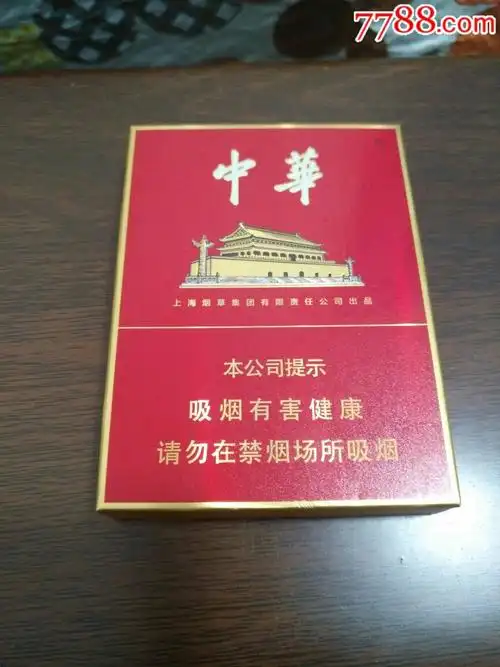 7788.com
中華
上海烟草集团有限责任公司出品
本公司提示
吸烟有害健康
请勿在禁烟场所吸烟